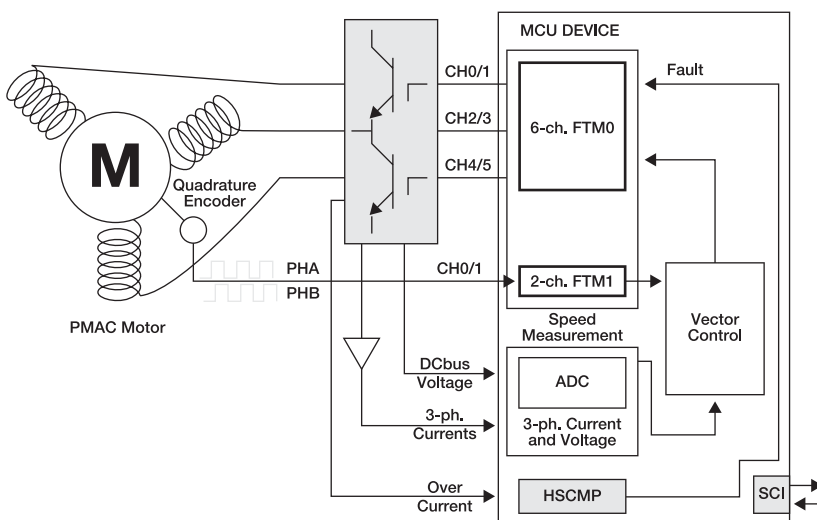 MCU DEVICE
CH0/1
CH2/3
CH4/5
6-ch. FTM0
Fault
M
Quadrature
Encoder
PHA
PHB
CH0/1
2-ch. FTM1
Speed
Measurement
Vector
Control
PMAC Motor
DCbus
Voltage
ADC
3-ph.
Currents
3-ph. Current
and Voltage
Over
Current
HSCMP
SCI